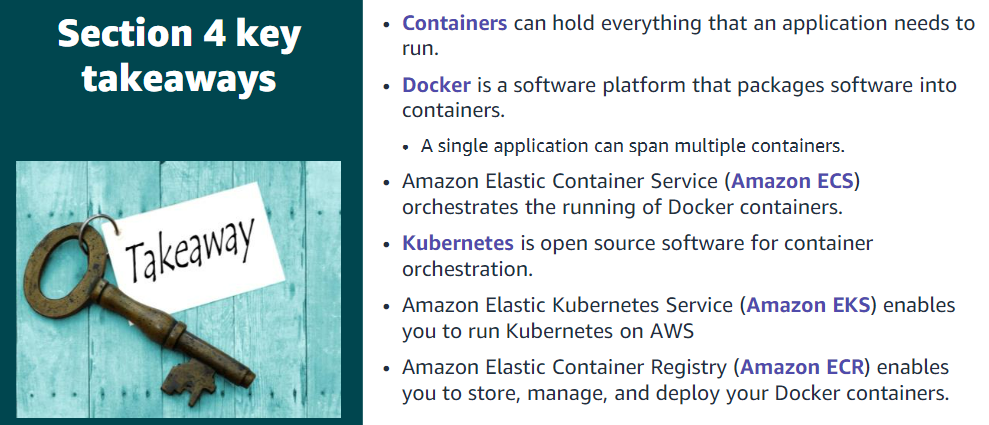 Section 4 key
takeaways
Takeaway
• Containers can hold everything that an application needs to
run.
• Docker is a software platform that packages software into
containers.
• A single application can span multiple containers.
• Amazon Elastic Container Service (Amazon ECS)
orchestrates the running of Docker containers.
• Kubernetes is open source software for container
orchestration.
• Amazon Elastic Kubernetes Service (Amazon EKS) enables
you to run Kubernetes on AWS
• Amazon Elastic Container Registry (Amazon ECR) enables
you to store, manage, and deploy your Docker containers.